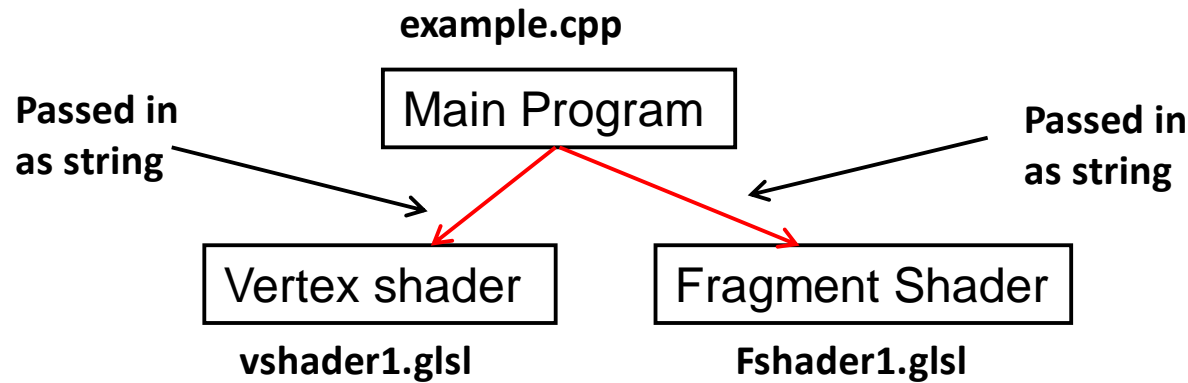 example.cpp
Main Program
Passed in
as string
Passed in
as string
Vertex shader
Fragment Shader
vshader1.glsl
Fshader1.glsl